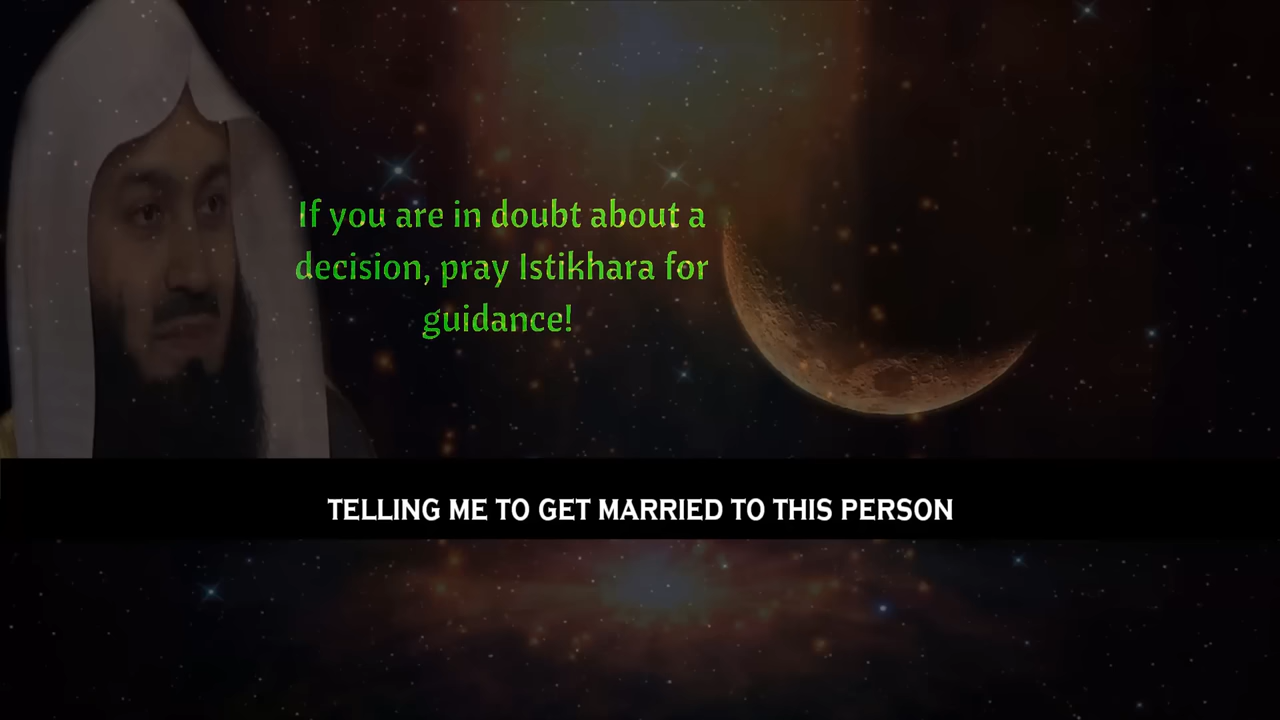 If you are in doubt about a
decision, pray Istikhara for
guidance!
TELLING ME TO GET MARRIED TO THIS PERSON